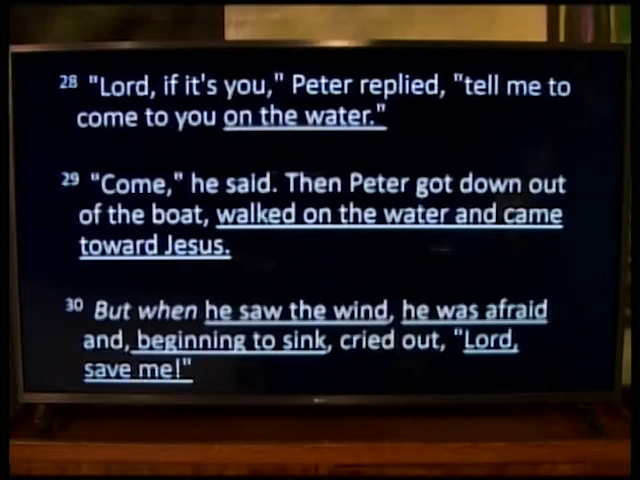 28 "Lord, if it's you," Peter replied, "tell me to
come to you on the water."
29 "Come," he said. Then Peter got down out
of the boat, walked on the water and came
toward Jesus.
30 But when he saw the wind, he was afraid
and, beginning to sink, cried out, "Lord,
save me!"